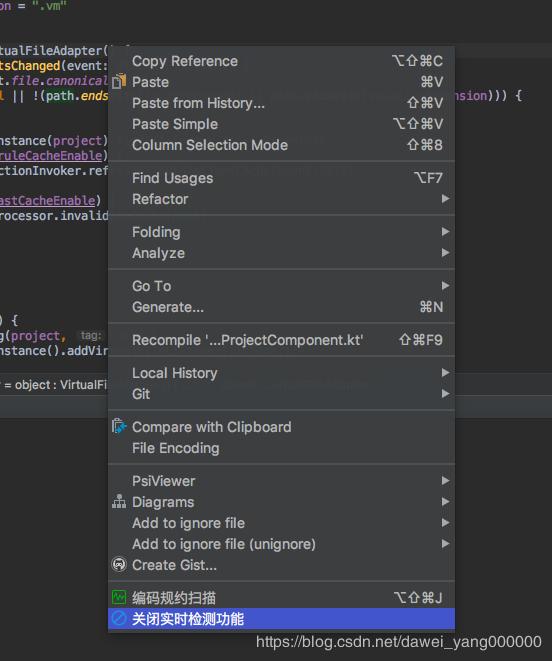 on = ".vm"
tualFileAdapter() {
tsChanged(event:
t.file.canonical
l || !(path.ends
nsion))) {
Copy Reference ⌥⇧⌘C
Paste ⌘V
Paste from History... ⇧⌘V
Paste Simple ⌥⇧⌘V
Column Selection Mode ⇧⌘8
nstance(project)
ruleCacheEnable)
ctionInvoker.ref
Find Usages ⌥F7
Refactor
astCacheEnable)
rocessor.invalid
Folding
Analyze
Go To
Generate... ⌘N
) {
g(project, tag:
nstance().addVir
Recompile '...ProjectComponent.kt' ⇧⌘F9
Local History
r = object : VirtualFi
Git
Compare with Clipboard
File Encoding
PsiViewer
Diagrams
Add to ignore file
Add to ignore file (unignore)
Create Gist...
编码规约扫描 ⌥⇧⌘J
关闭实时检测功能
https://blog.csdn.net/dawei_yang000000